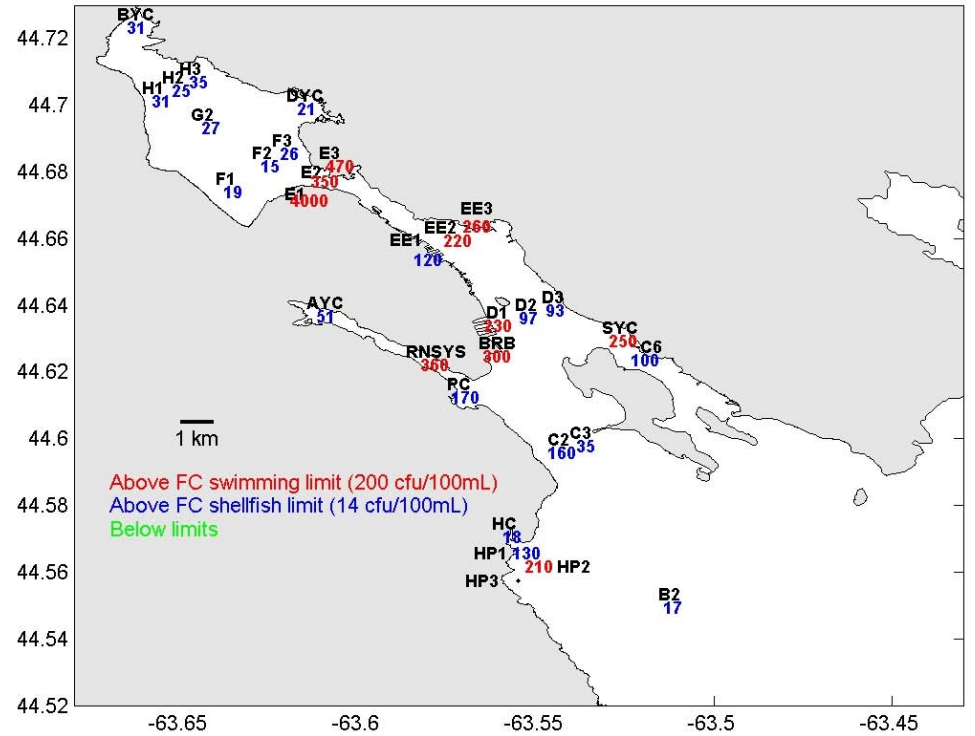 BYC
31
44.72
H3
35
H2
25
H1
31
44.7
DYC
21
G2
27
F3
26
F2
15
E3
470
44.68
E2
350
F1
19
E1
4000
EE3
260
EE2
220
44.66
EE1
120
44.64
AYC
51
D3
93
D2
97
D1
230
SYC
250
BRB
300
C6
100
RNSYS
360
44.62
PC
170
1 km
44.6
C3
35
C2
160
Above FC swimming limit (200 cfu/100mL)
Above FC shellfish limit (14 cfu/100mL)
Below limits
44.58
HC
18
HP1
130
44.56
210
HP2
HP3
B2
17
44.54
44.52
-63.65
-63.6
-63.55
-63.5
-63.45